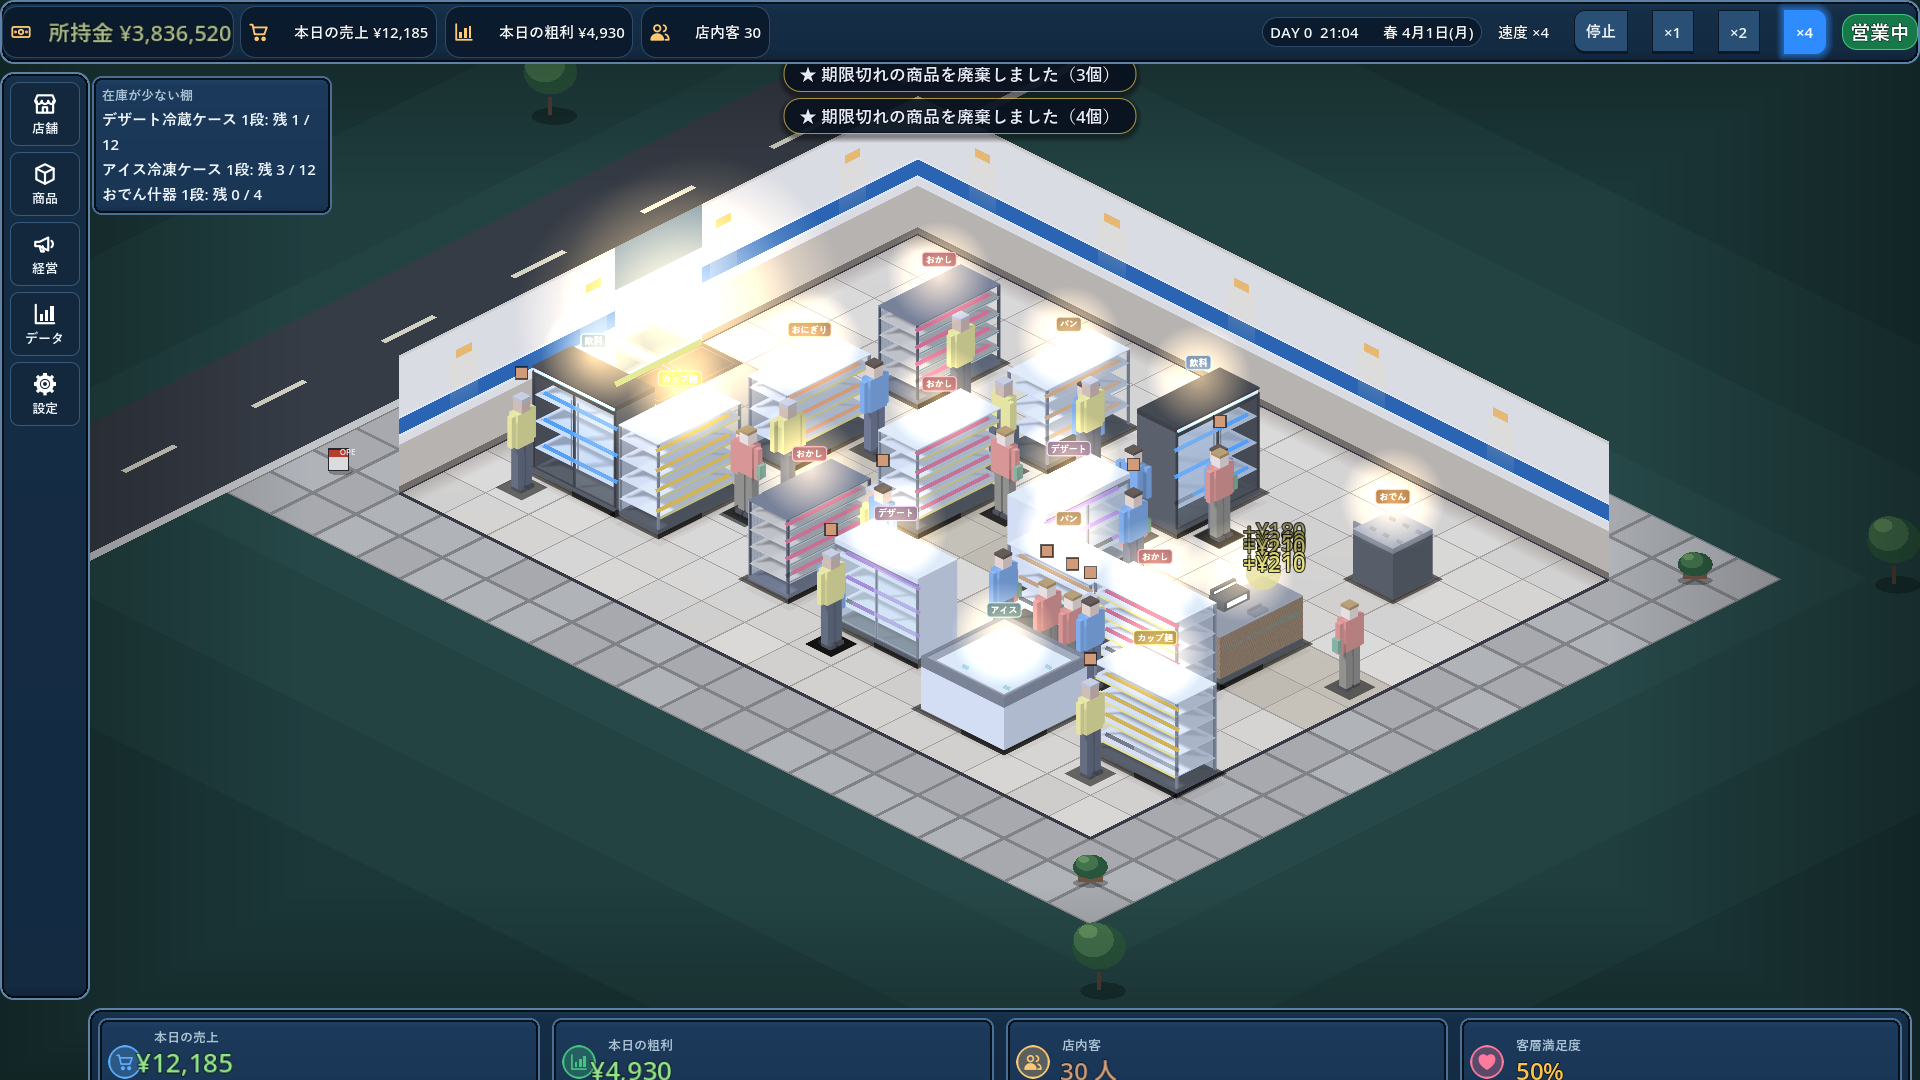 所持金 ¥3,836,520
本日の売上 ¥12,185
本日の粗利 ¥4,930
店内客 30
DAY 0 21:04
春 4月1日(月)
速度 ×4
停止
×1
×2
×4
営業中
店舗
商品
経営
データ
設定
在庫が少ない棚
デザート冷蔵ケース 1段: 残 1 /
12
アイス冷凍ケース 1段: 残 3 / 12
おでん什器 1段: 残 0 / 4
★ 期限切れの商品を廃棄しました（3個）
★ 期限切れの商品を廃棄しました（4個）
おかし
パン
おにぎり
飲料
飲料
カップ麺
おかし
デザート
おかし
おでん
デザート
パン
おかし
アイス
カップ麺
OPE
+¥180
+¥210
本日の売上
¥12,185
本日の粗利
¥4,930
店内客
30 人
客層満足度
50%